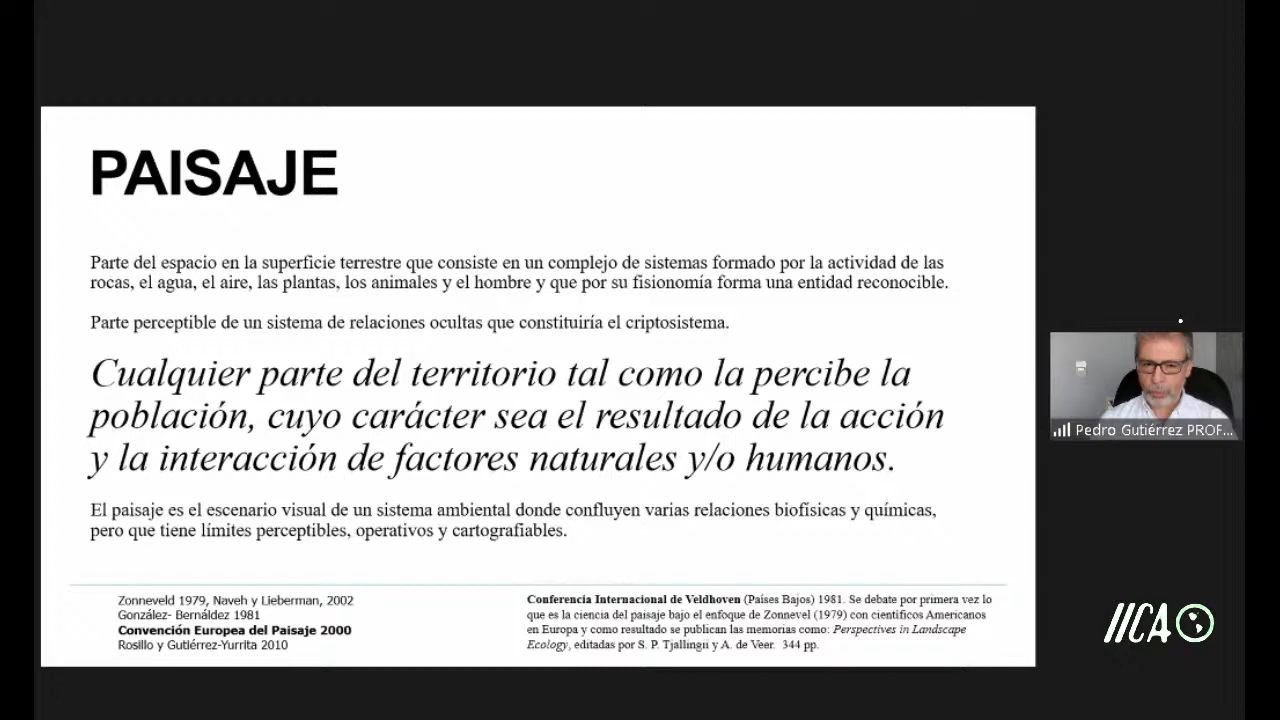 PAISAJE
Parte del espacio en la superficie terrestre que consiste en un complejo de sistemas formado por la actividad de las
rocas, el agua, el aire, las plantas, los animales y el hombre y que por su fisionomía forma una entidad reconocible.
Parte perceptible de un sistema de relaciones ocultas que constituiría el criptosistema.
Cualquier parte del territorio tal como la percibe la
población, cuyo carácter sea el resultado de la acción
y la interacción de factores naturales y/o humanos.
El paisaje es el escenario visual de un sistema ambiental donde confluyen varias relaciones biofísicas y químicas,
pero que tiene límites perceptibles, operativos y cartografiables.
Zonneveld 1979, Naveh y Lieberman, 2002
González- Bernáldez 1981
Convención Europea del Paisaje 2000
Rosillo y Gutiérrez-Yurrita 2010
Conferencia Internacional de Veldhoven (Países Bajos) 1981. Se debate por primera vez lo
que es la ciencia del paisaje bajo el enfoque de Zonnevel (1979) con científicos Americanos
en Europa y como resultado se publican las memorias como: Perspectives in Landscape
Ecology, editadas por S. P. Tjallingii y A. de Veer. 344 pp.
Pedro Gutiérrez PROF...
IICA